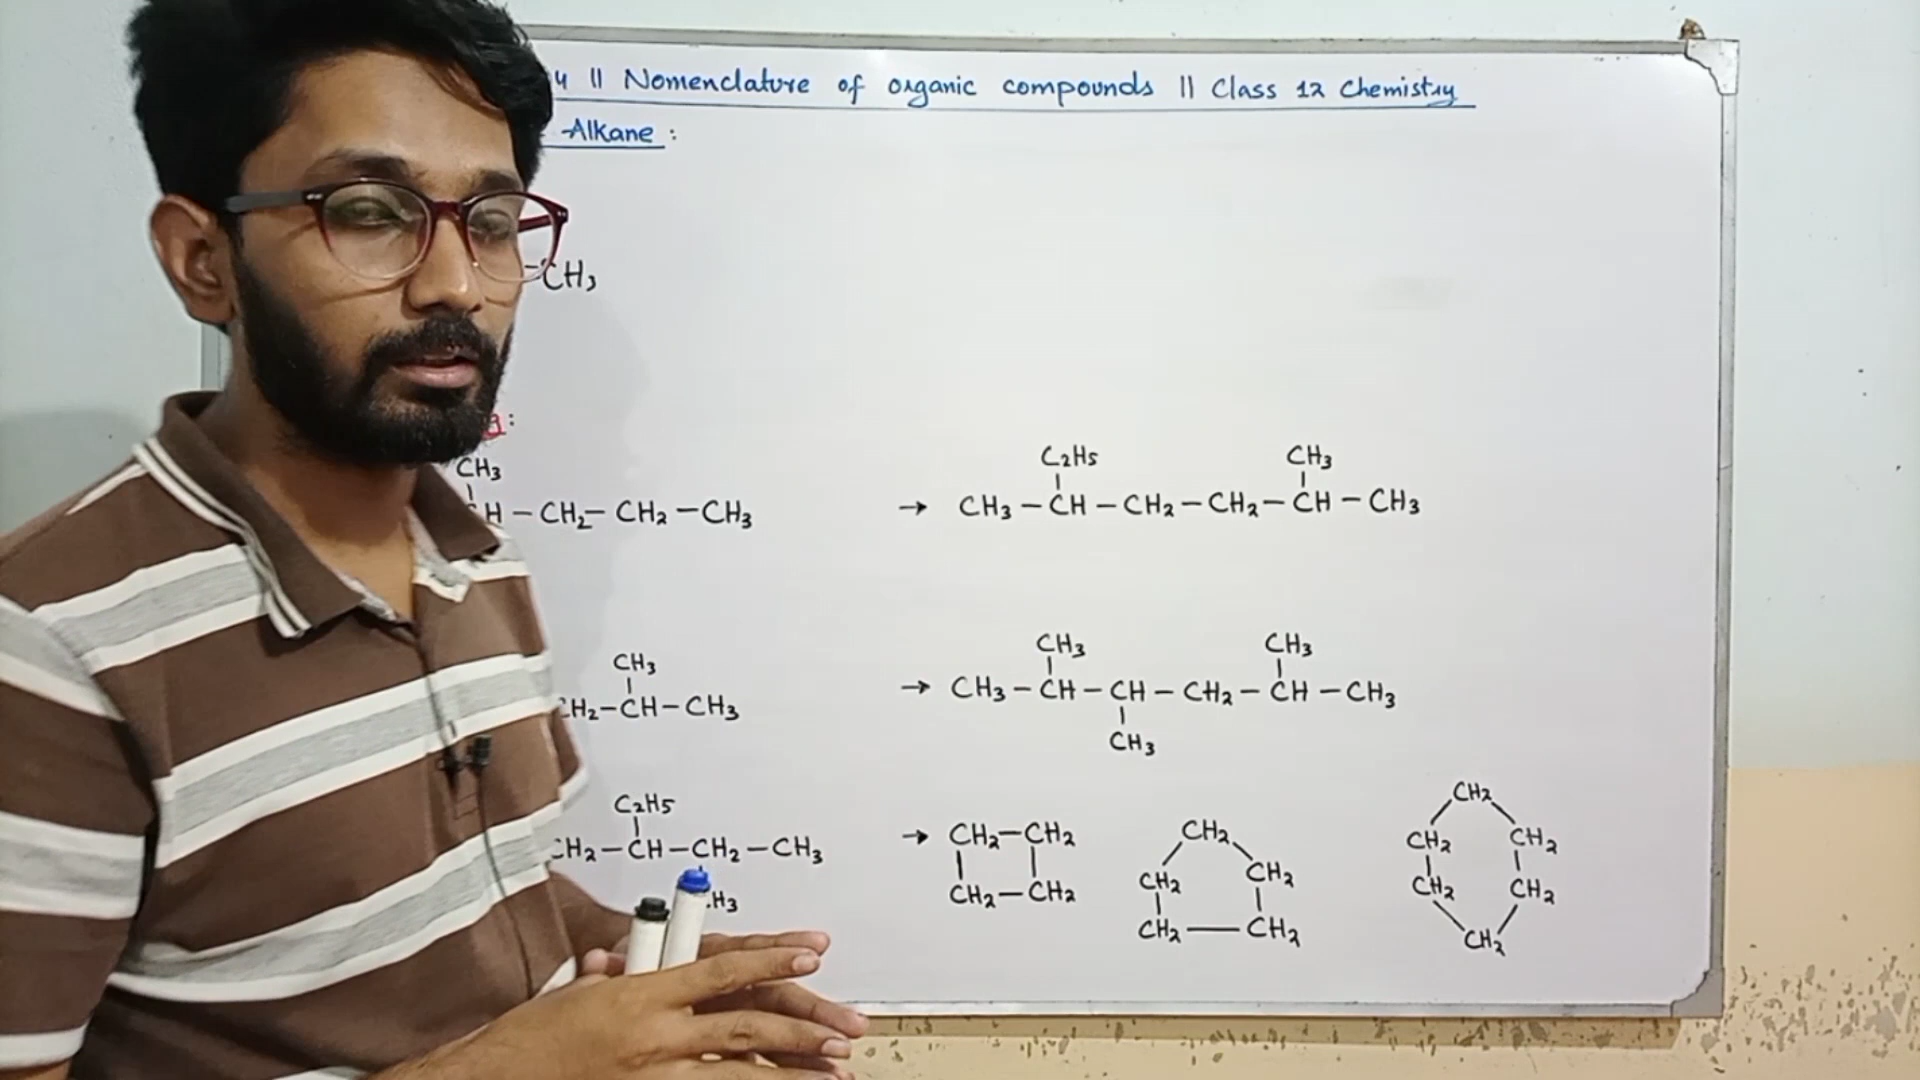 || Nomenclature of organic compounds || Class 12 Chemistry
Alkane :
CH3
CH3
H – CH2 – CH2 – CH3
→ CH3 – CH – CH2 – CH2 – CH – CH3
C2H5 CH3
CH3
CH2 – CH – CH3
CH3 CH3
→ CH3 – CH – CH – CH2 – CH – CH3
CH3
C2H5
CH2 – CH – CH2 – CH3
H3
→ CH2 – CH2
CH2 – CH2
CH2
CH2 CH2
CH2 – CH2
CH2
CH2 CH2
CH2 CH2
CH2